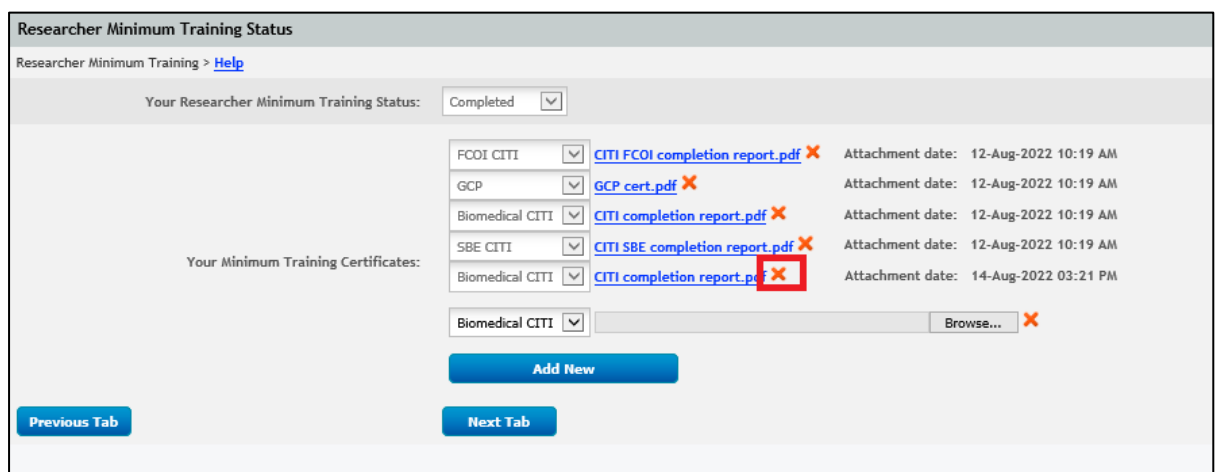 Researcher Minimum Training Status
Researcher Minimum Training > Help
Your Researcher Minimum Training Status: Completed
FCOI CITI CITI FCOI completion report.pdf Attachment date: 12-Aug-2022 10:19 AM
GCP GCP cert.pdf Attachment date: 12-Aug-2022 10:19 AM
Biomedical CITI CITI completion report.pdf Attachment date: 12-Aug-2022 10:19 AM
SBE CITI CITI SBE completion report.pdf Attachment date: 12-Aug-2022 10:19 AM
Your Minimum Training Certificates:
Biomedical CITI CITI completion report.pdf Attachment date: 14-Aug-2022 03:21 PM
Biomedical CITI Browse...
Add New
Previous Tab Next Tab